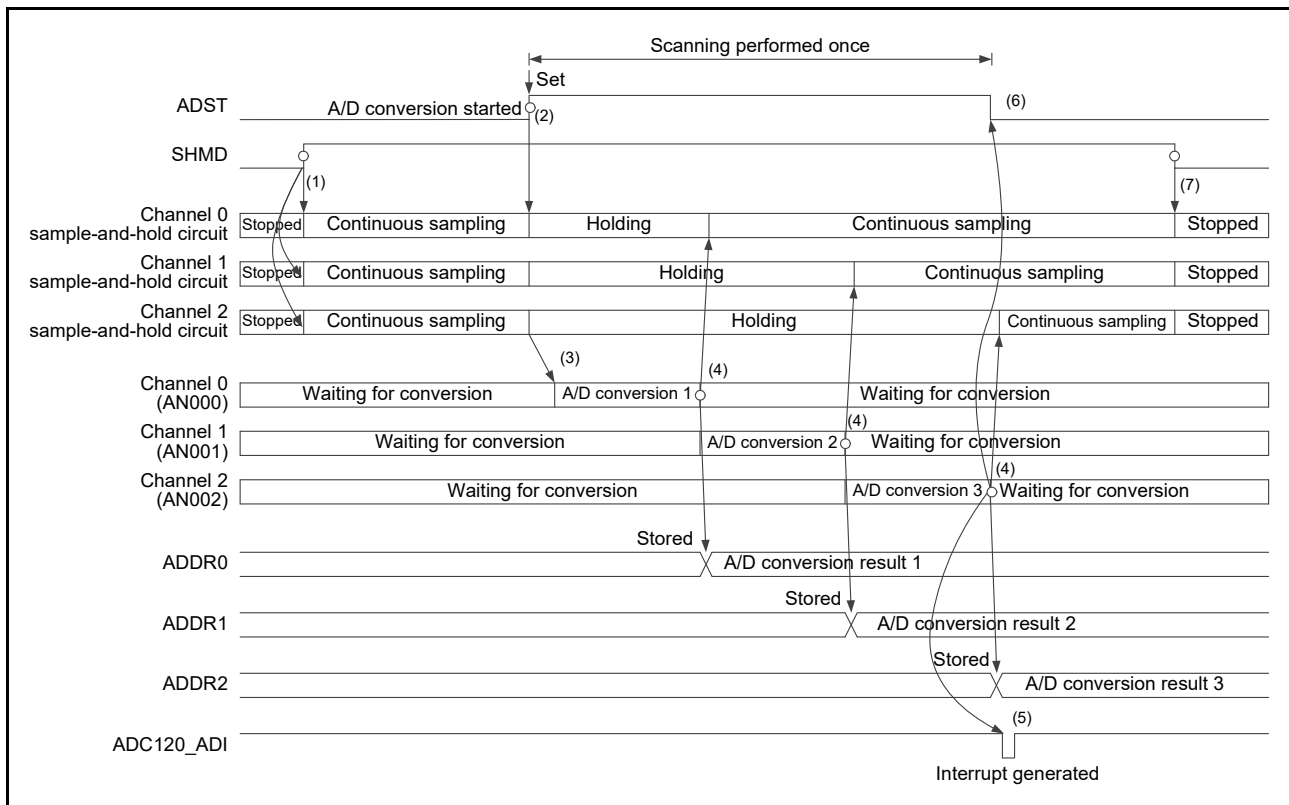 Scanning performed once
Set
ADST
A/D conversion started
(2)
(6)
SHMD
(1)
(7)
Channel 0
sample-and-hold circuit
Stopped
Continuous sampling
Holding
Continuous sampling
Stopped
Channel 1
sample-and-hold circuit
Stopped
Continuous sampling
Holding
Continuous sampling
Stopped
Channel 2
sample-and-hold circuit
Stopped
Continuous sampling
Holding
Continuous sampling
Stopped
(3)
(4)
Channel 0
(AN000)
Waiting for conversion
A/D conversion 1
Waiting for conversion
(4)
Channel 1
(AN001)
Waiting for conversion
A/D conversion 2
Waiting for conversion
(4)
Channel 2
(AN002)
Waiting for conversion
A/D conversion 3
Waiting for conversion
Stored
ADDR0
A/D conversion result 1
Stored
ADDR1
A/D conversion result 2
Stored
ADDR2
A/D conversion result 3
(5)
ADC120_ADI
Interrupt generated